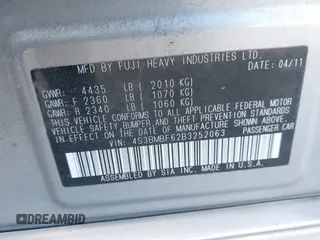 MFD BY FUJI HEAVY INDUSTRIES LTD. DATE 04/11
GVWR: 4435 LB ( 2010 KG)
GAWR: F 2360 LB ( 1070 KG)
GAWR: R 2340 LB ( 1060 KG)
THIS VEHICLE CONFORMS TO ALL APPLICABLE FEDERAL MOTOR
VEHICLE SAFETY, BUMPER, AND THEFT PREVENTION STANDARDS
IN EFFECT ON THE DATE OF MANUFACTURE SHOWN ABOVE.
VIN: 4S3BMBF62B3252063 PASSENGER CAR
ASSEMBLED BY SIA INC. MADE IN U.S.A.
DREAMBID